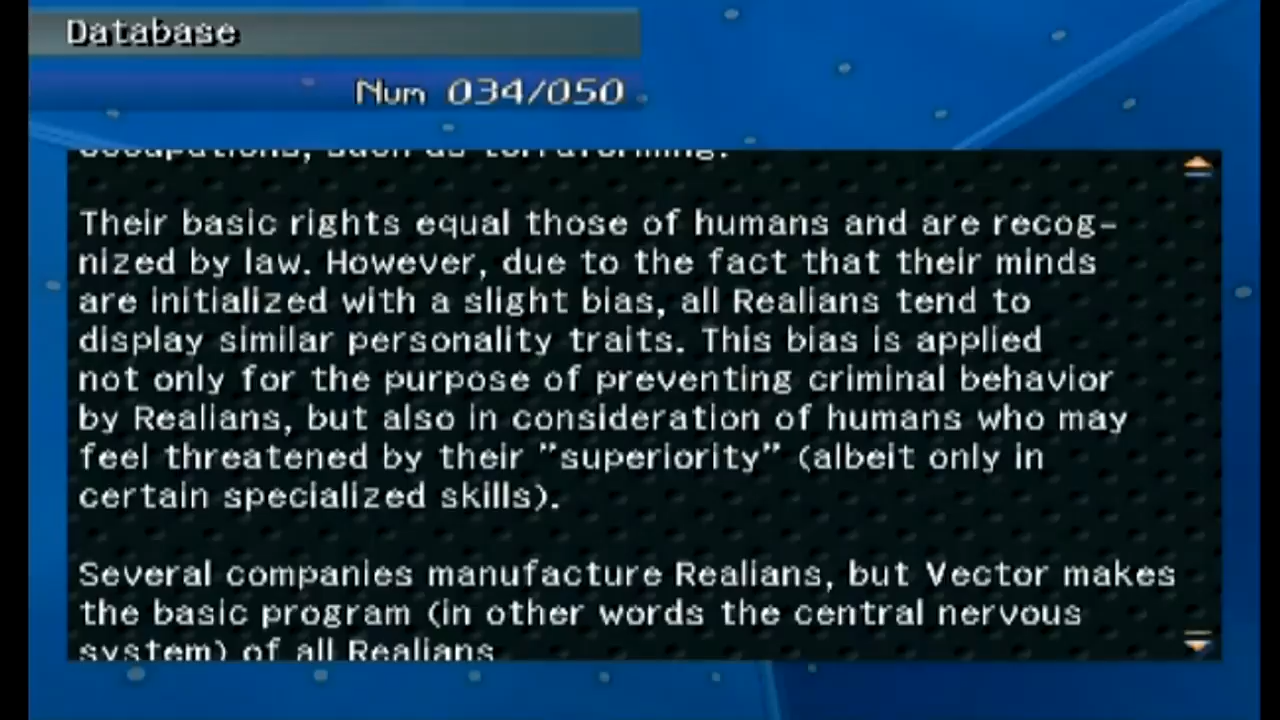 Database
Num 034/050
occupations, such as terraforming.
Their basic rights equal those of humans and are recog-
nized by law. However, due to the fact that their minds
are initialized with a slight bias, all Realians tend to
display similar personality traits. This bias is applied
not only for the purpose of preventing criminal behavior
by Realians, but also in consideration of humans who may
feel threatened by their "superiority" (albeit only in
certain specialized skills).
Several companies manufacture Realians, but Vector makes
the basic program (in other words the central nervous
system) of all Realians